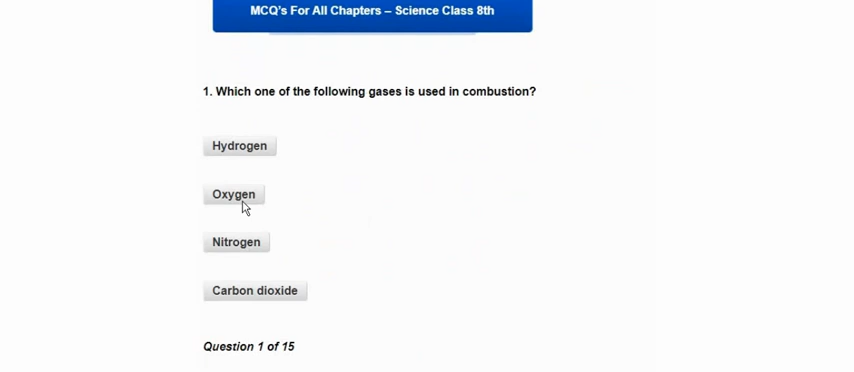 MCQ's For All Chapters – Science Class 8th
1. Which one of the following gases is used in combustion?
Hydrogen
Oxygen
Nitrogen
Carbon dioxide
Question 1 of 15